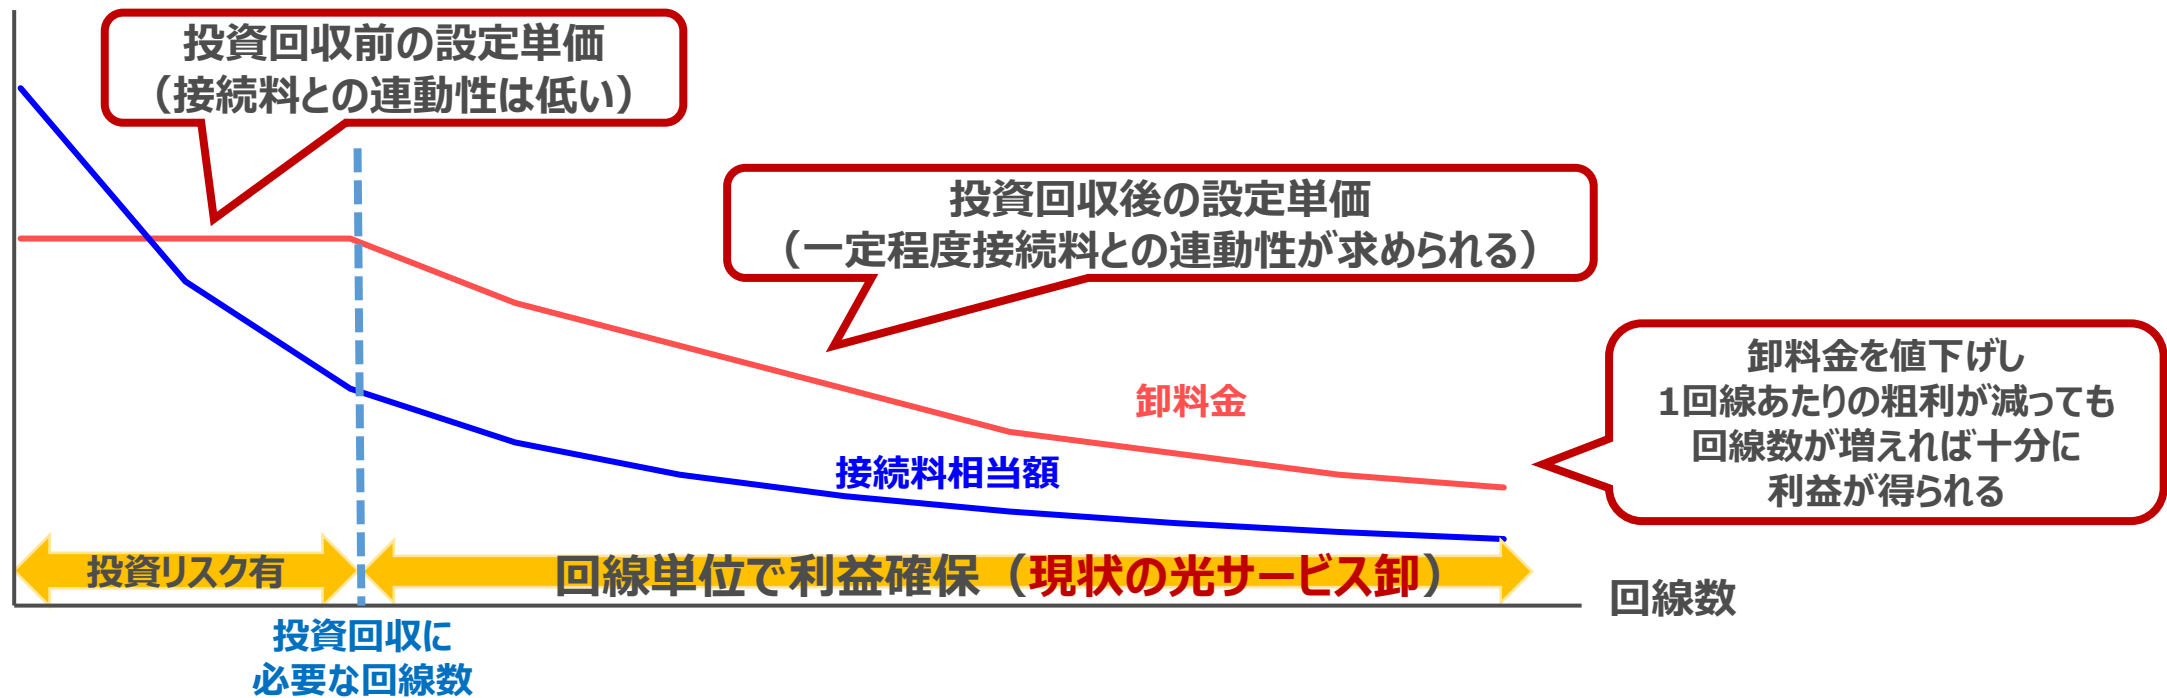 投資回収前の設定単価
（接続料との連動性は低い）
投資回収後の設定単価
（一定程度接続料との連動性が求められる）
卸料金を値下げし
1回線あたりの粗利が減っても
回線数が増えれば十分に
利益が得られる
卸料金
接続料相当額
投資リスク有
回線単位で利益確保（現状の光サービス卸）
回線数
投資回収に
必要な回線数